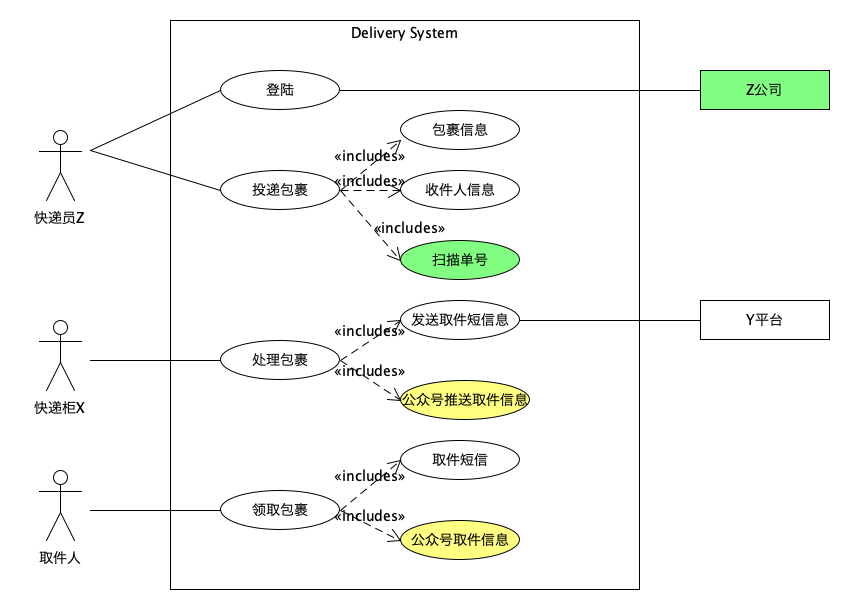 Delivery System
登陆
Z公司
包裹信息
«includes»
«includes»
投递包裹
收件人信息
快递员Z
«includes»
扫描单号
发送取件短信息
Y平台
«includes»
处理包裹
«includes»
公众号推送取件信息
快递柜X
取件短信
«includes»
领取包裹
«includes»
公众号取件信息
取件人